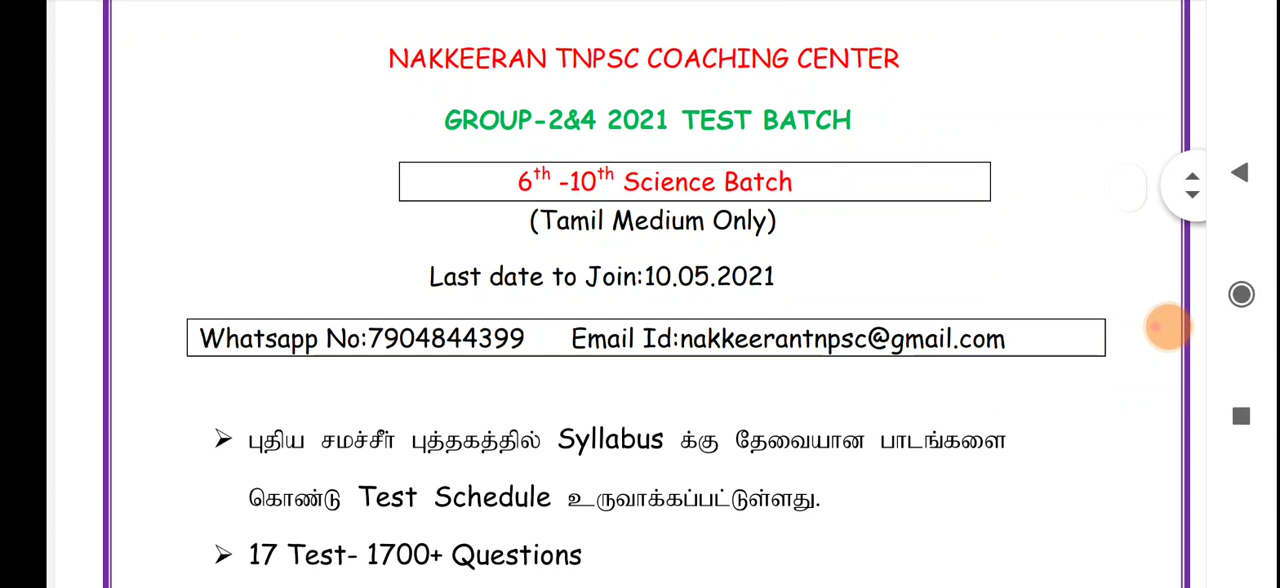 NAKKEERAN TNPSC COACHING CENTER
GROUP-2&4 2021 TEST BATCH
6th -10th Science Batch
(Tamil Medium Only)
Last date to Join:10.05.2021
Whatsapp No:7904844399 Email Id:nakkeerantnpsc@gmail.com
➢ புதிய சமச்சீர் புத்தகத்தில் Syllabus க்கு தேவையான பாடங்களை
கொண்டு Test Schedule உருவாக்கப்பட்டுள்ளது.
➢ 17 Test- 1700+ Questions